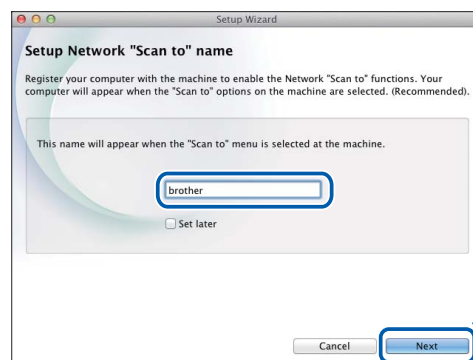 Setup Wizard
Setup Network "Scan to" name
Register your computer with the machine to enable the Network "Scan to" functions. Your
computer will appear when the "Scan to" options on the machine are selected. (Recommended).
This name will appear when the "Scan to" menu is selected at the machine.
brother
Set later
Cancel
Next